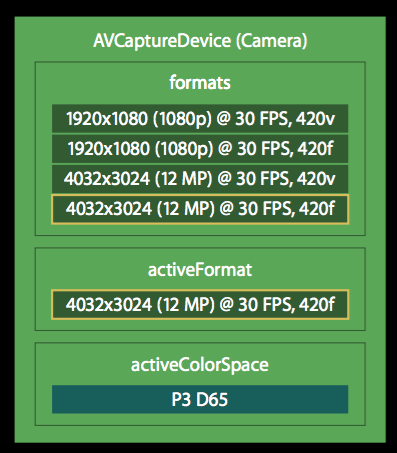 AVCaptureDevice (Camera)
formats
1920x1080 (1080p) @ 30 FPS, 420v
1920x1080 (1080p) @ 30 FPS, 420f
4032x3024 (12 MP) @ 30 FPS, 420v
4032x3024 (12 MP) @ 30 FPS, 420f
activeFormat
4032x3024 (12 MP) @ 30 FPS, 420f
activeColorSpace
P3 D65